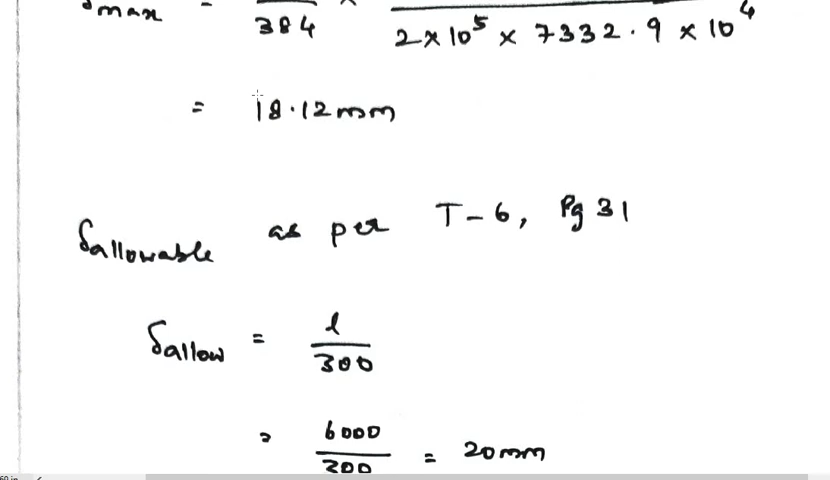 δmax = 384 ×
2×10⁵ × 7332.9 × 10⁴
= 18.12mm
δallowable as per T-6, Pg 31
δallow = l/300
= 6000/300 = 20mm